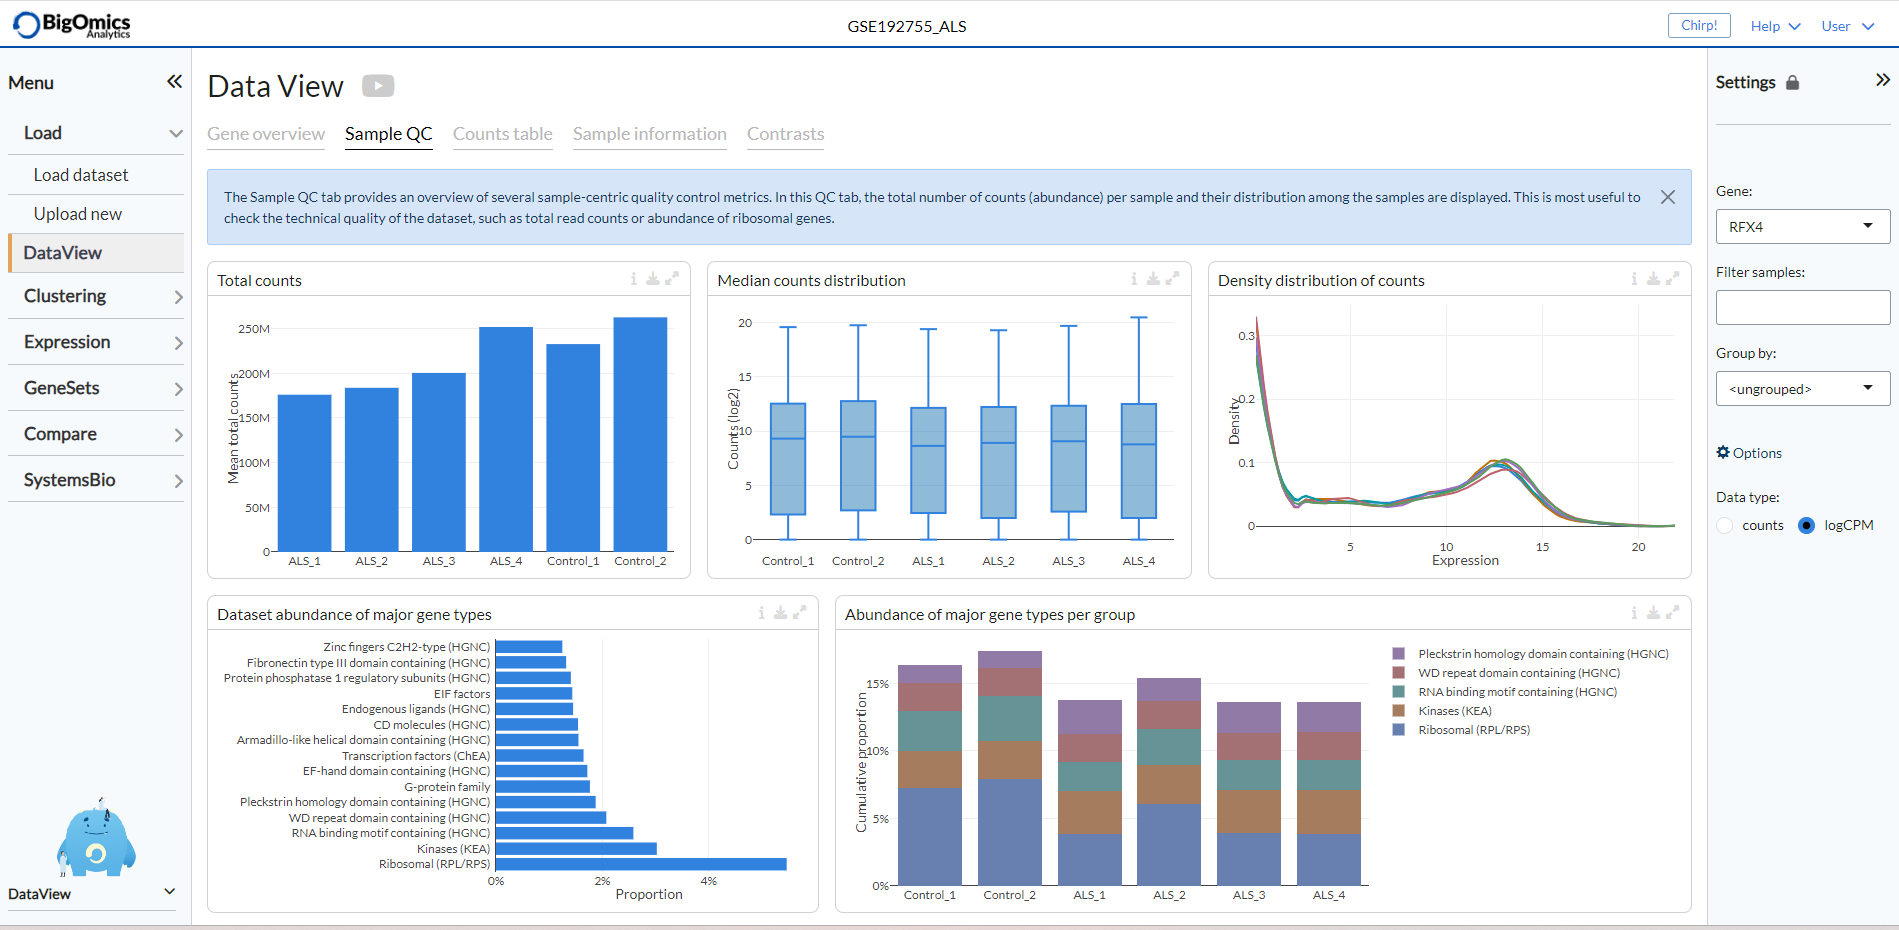 BigOmics
Analytics
GSE192755_ALS
Chirp!
Help
User
Menu
Load
Load dataset
Upload new
DataView
Clustering
Expression
GeneSets
Compare
SystemsBio
DataView
Data View
Gene overview
Sample QC
Counts table
Sample information
Contrasts
The Sample QC tab provides an overview of several sample-centric quality control metrics. In this QC tab, the total number of counts (abundance) per sample and their distribution among the samples are displayed. This is most useful to
check the technical quality of the dataset, such as total read counts or abundance of ribosomal genes.
Total counts
Mean total counts
250M
200M
150M
100M
50M
0
ALS_1 ALS_2 ALS_3 ALS_4 Control_1 Control_2
Median counts distribution
Counts (log2)
20
15
10
5
0
Control_1 Control_2 ALS_1 ALS_2 ALS_3 ALS_4
Density distribution of counts
Density
0.3
0.2
0.1
0
5 10 15 20
Expression
Dataset abundance of major gene types
Zinc fingers C2H2-type (HGNC)
Fibronectin type III domain containing (HGNC)
Protein phosphatase 1 regulatory subunits (HGNC)
EIF factors
Endogenous ligands (HGNC)
CD molecules (HGNC)
Armadillo-like helical domain containing (HGNC)
Transcription factors (ChEA)
EF-hand domain containing (HGNC)
G-protein family
Pleckstrin homology domain containing (HGNC)
WD repeat domain containing (HGNC)
RNA binding motif containing (HGNC)
Kinases (KEA)
Ribosomal (RPL/RPS)
0% 2% 4%
Proportion
Abundance of major gene types per group
Cumulative proportion
15%
10%
5%
0%
Control_1 Control_2 ALS_1 ALS_2 ALS_3 ALS_4
Pleckstrin homology domain containing (HGNC)
WD repeat domain containing (HGNC)
RNA binding motif containing (HGNC)
Kinases (KEA)
Ribosomal (RPL/RPS)
Settings
Gene:
RFX4
Filter samples:
Group by:
<ungrouped>
Options
Data type:
counts logCPM